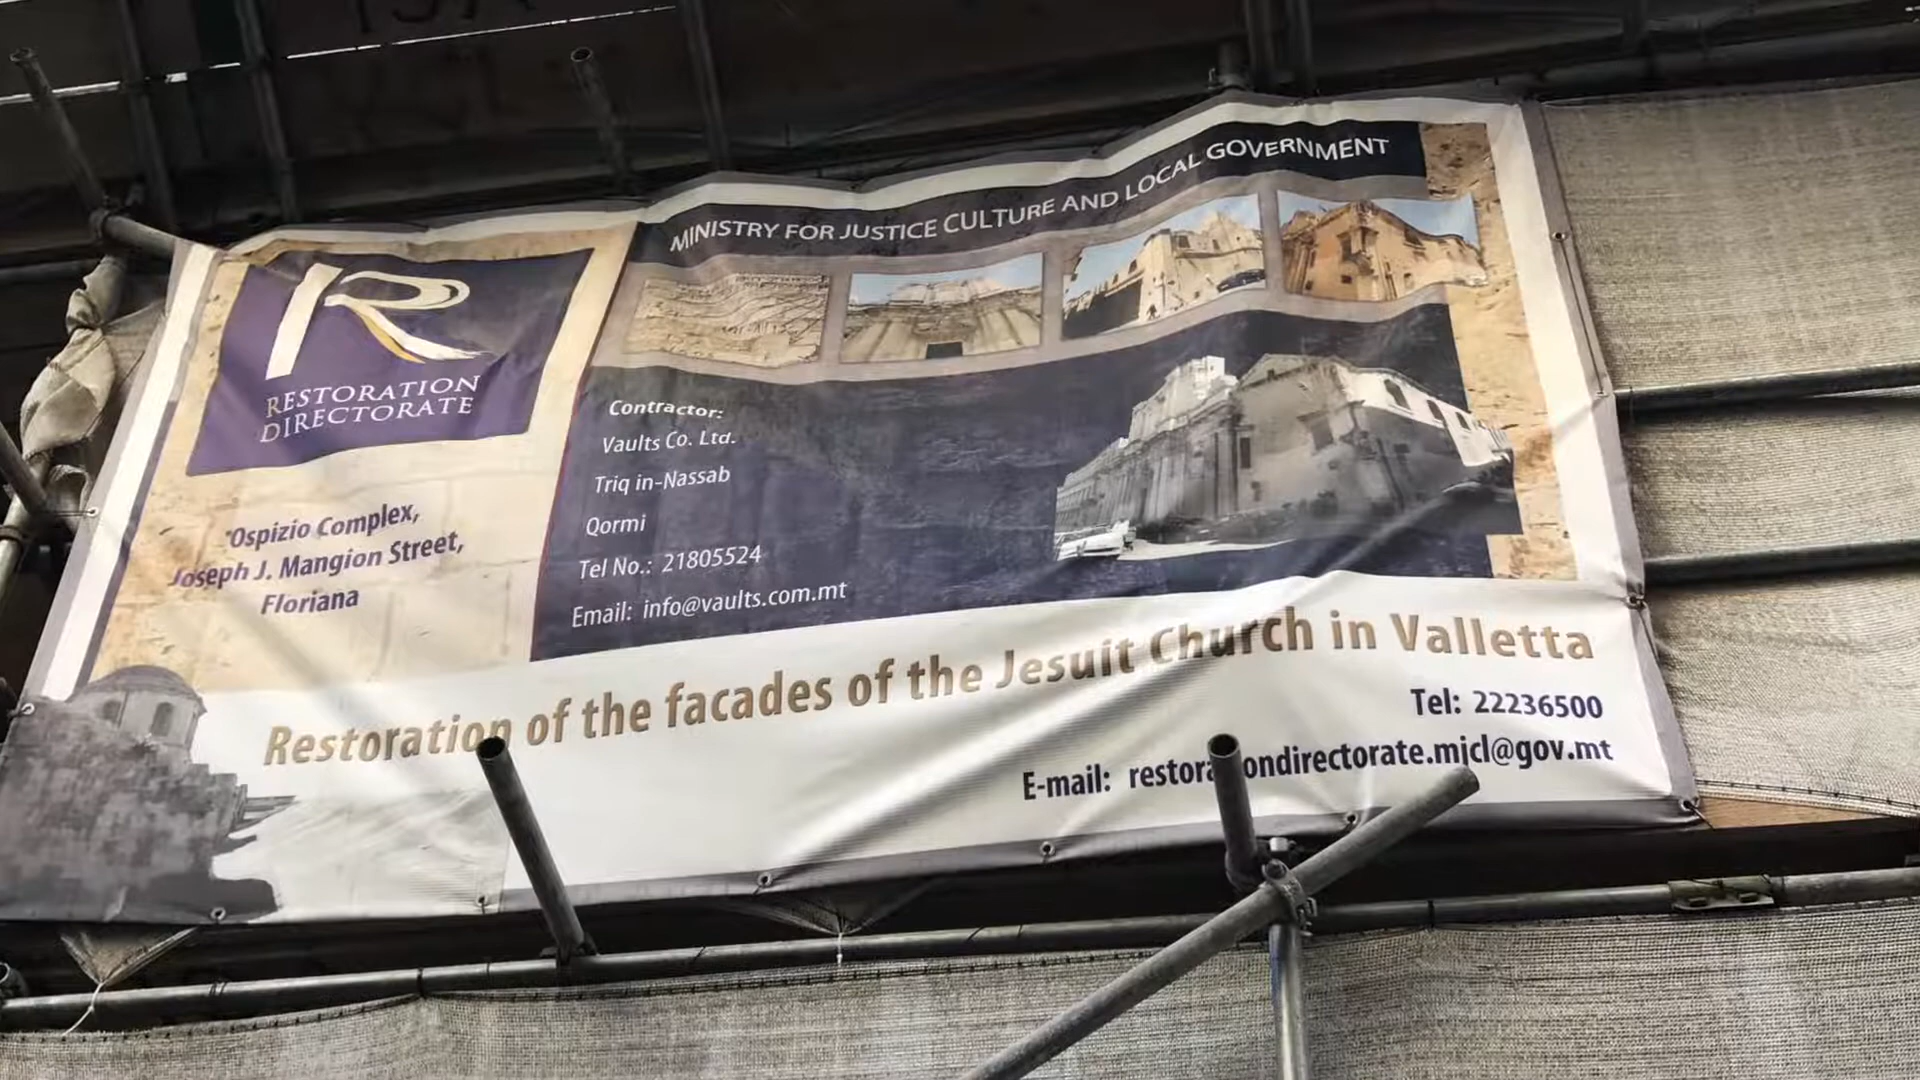 MINISTRY FOR JUSTICE CULTURE AND LOCAL GOVERNMENT
R
RESTORATION
DIRECTORATE
'Ospizio Complex,
Joseph J. Mangion Street,
Floriana
Contractor:
Vaults Co. Ltd.
Triq in-Nassab
Qormi
Tel No.: 21805524
Email: info@vaults.com.mt
Restoration of the facades of the Jesuit Church in Valletta
Tel: 22236500
E-mail: restorationdirectorate.mjcl@gov.mt